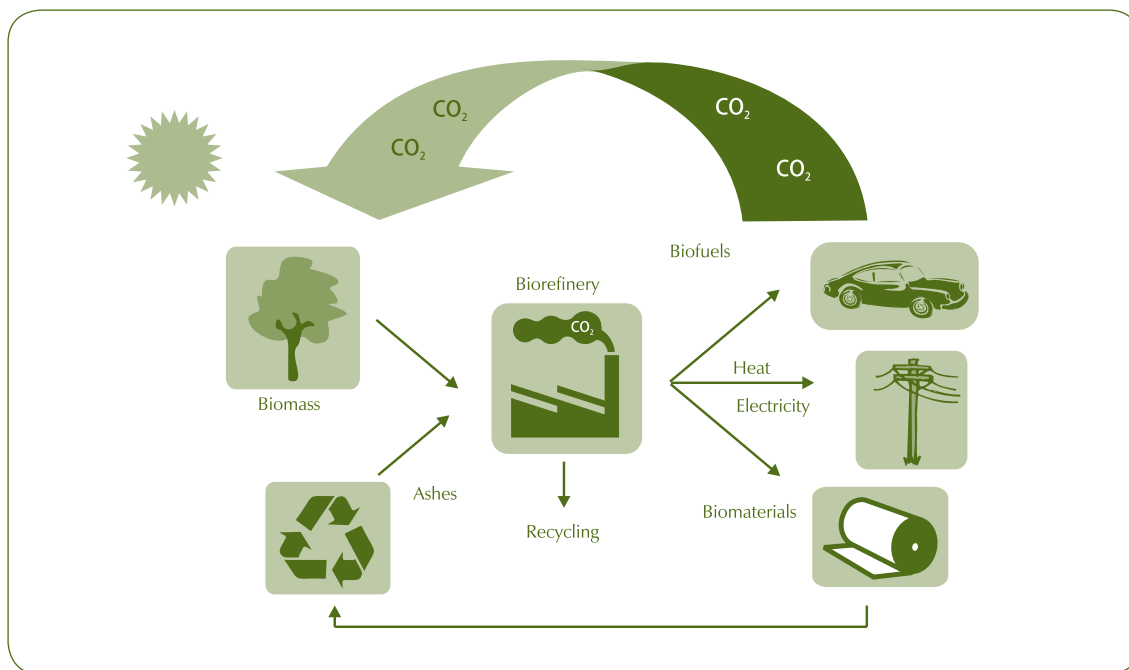 CO₂
CO₂
CO₂
CO₂
Biofuels
Biorefinery
CO₂
Heat
Biomass
Electricity
Ashes
Biomaterials
Recycling